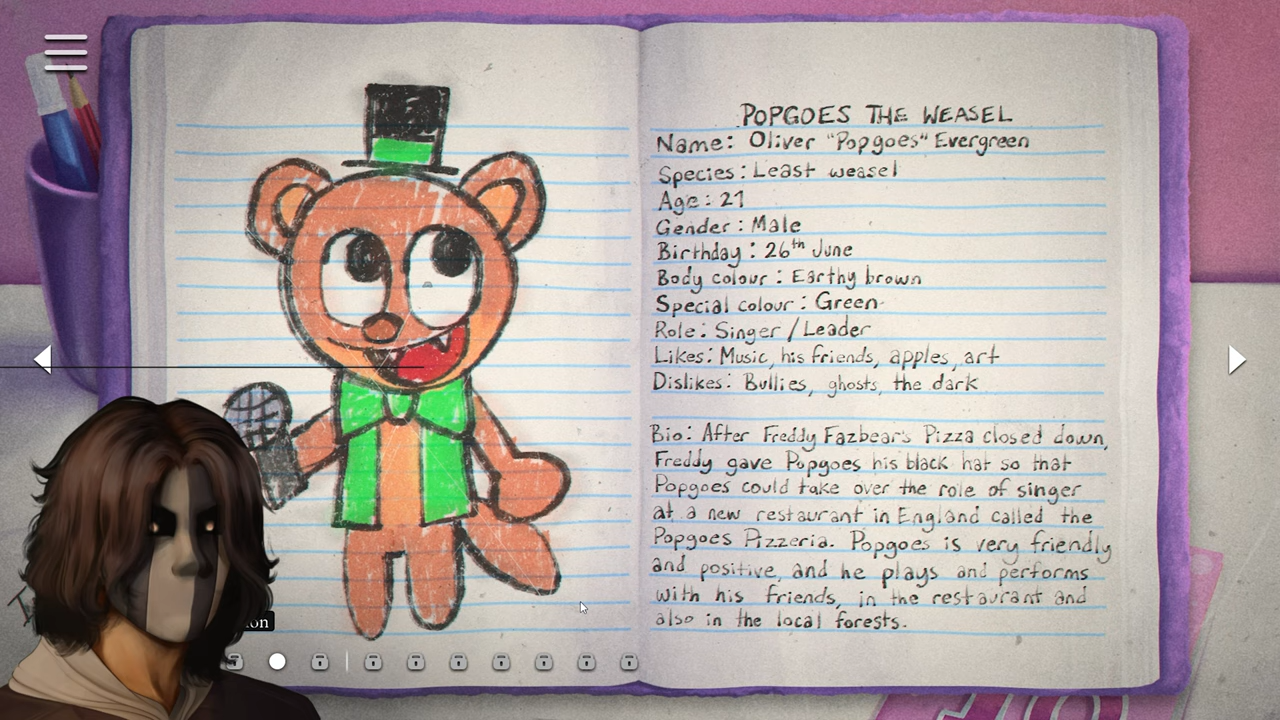 POPGOES THE WEASEL
Name: Oliver "Popgoes" Evergreen
Species: Least weasel
Age: 21
Gender: Male
Birthday: 26th June
Body colour: Earthy brown
Special colour: Green
Role: Singer / Leader
Likes: Music, his friends, apples, art
Dislikes: Bullies, ghosts, the dark
Bio: After Freddy Fazbear's Pizza closed down,
Freddy gave Popgoes his black hat so that
Popgoes could take over the role of singer
at a new restaurant in England called the
Popgoes Pizzeria. Popgoes is very friendly
and positive and he plays and performs
with his friends, in the restaurant and
also in the local forests.